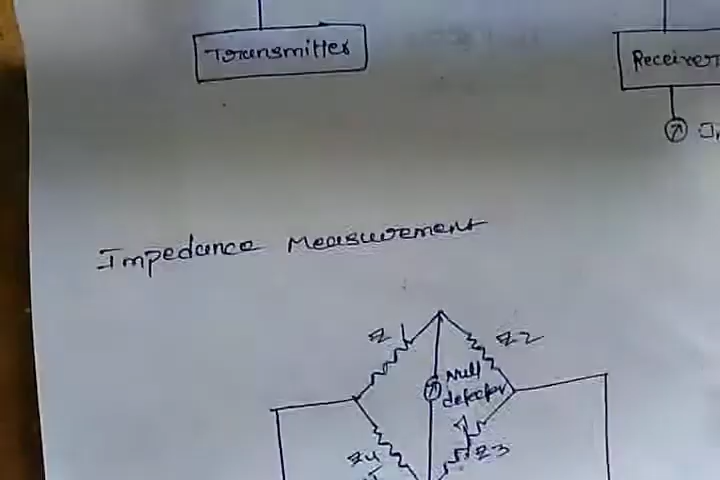 Transmitter
Receiver
Impedance Measurement
Z1
Z2
Null
detector
Z4
Z3